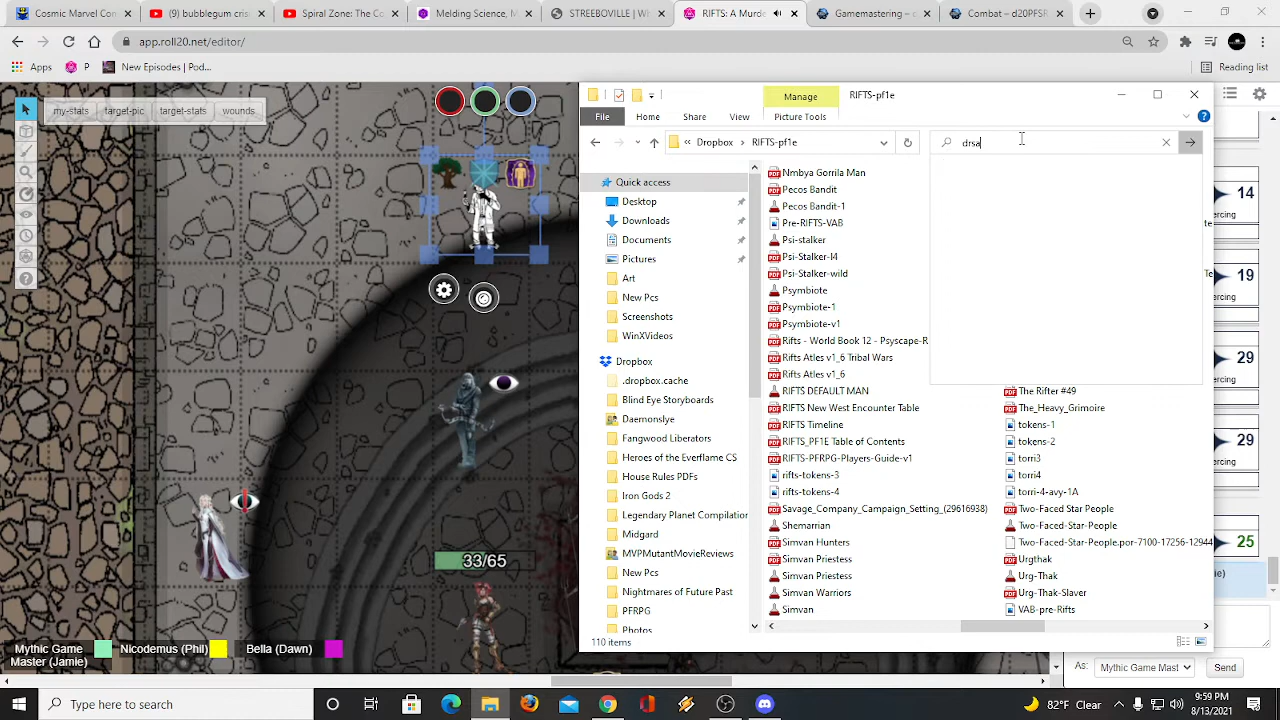 Marvel Cosmi
(9) bubblegum cris
Spiral Zone: The C
Melding Science, M
STREEBOVILLE | Wh
RIFTS: A Murd
Gamemastering – d
Combat – d20PFSR
app.roll20.net/editor/
Apps
P
New Episodes | Pod...
Reading list
my-stats
target-pic
target-stats
wounds
Manage
RIFTS-pf1e
File
Home
Share
View
Picture Tools
« Dropbox › RIFTS-pf1e
drsa
Quick access
Desktop
Downloads
Documents
Pictures
Art
New Pcs
Screenshots
WinXVideos
Dropbox
.dropbox.cache
Blind Eye Storyboards
Daemonslye
Fangwood Liberators
Heroes of the Everflame CS
House Rules PDFs
Iron Gods 2
Legendary Planet Compilation
Midgard
MVPMutantMovieReviews
New Pcs
Nightmares of Future Past
PFRPG
Photos
Nmbya Gorilla Man
Pecos Bandit
Pecos Bandit-1
Pre-RIFTS-VAB
Psi-stalker
Psi-Stalker-N
Psi-Stalker-wild
Psymbiote
Psymbiote-1
Psymbiote-v1
Rifts - World Book 12 - Psyscape-R
Rifts Atles v1_6 Tribal Wars
Rifts Atles v1_6
RIFTS DEFAULT MAN
RIFTS New West Encounter Table
RIFTS Timeline
RIFTS_PF1E Table of Contents
RIFTS-PFRPG-Players-Guide-v1
rifts-tokens-3
rifts-tokens-4
Savage_Company_Campaign_Setting_(29616938)
Shemarrian
Simvan Hunters
Simvan Priestess
Simvan Priestess
Simvan Warriors
Simvan
The Rifter #49
The_Heavy_Grimoire
tokens-1
tokens-2
torri3
torri4
torri-4-avy-1A
Two-Faced Star People
Two-Faced-Star-People
Two-Faced-Star-People.por-7100-17256-12944
Urgthak
Urg-Thak
Urg-Thak-Slaver
VAB-pre-Rifts
110 items
14
ercing
te
19
ercing
Te
29
ercing
29
ercing
25
ie)
33/65
Mythic Game
Master (Jamie)
Nicodemus (Phil)
Bella (Dawn)
As:
Mythic Game Mast
Send
Type here to search
82°F Clear
9:59 PM
8/13/2021